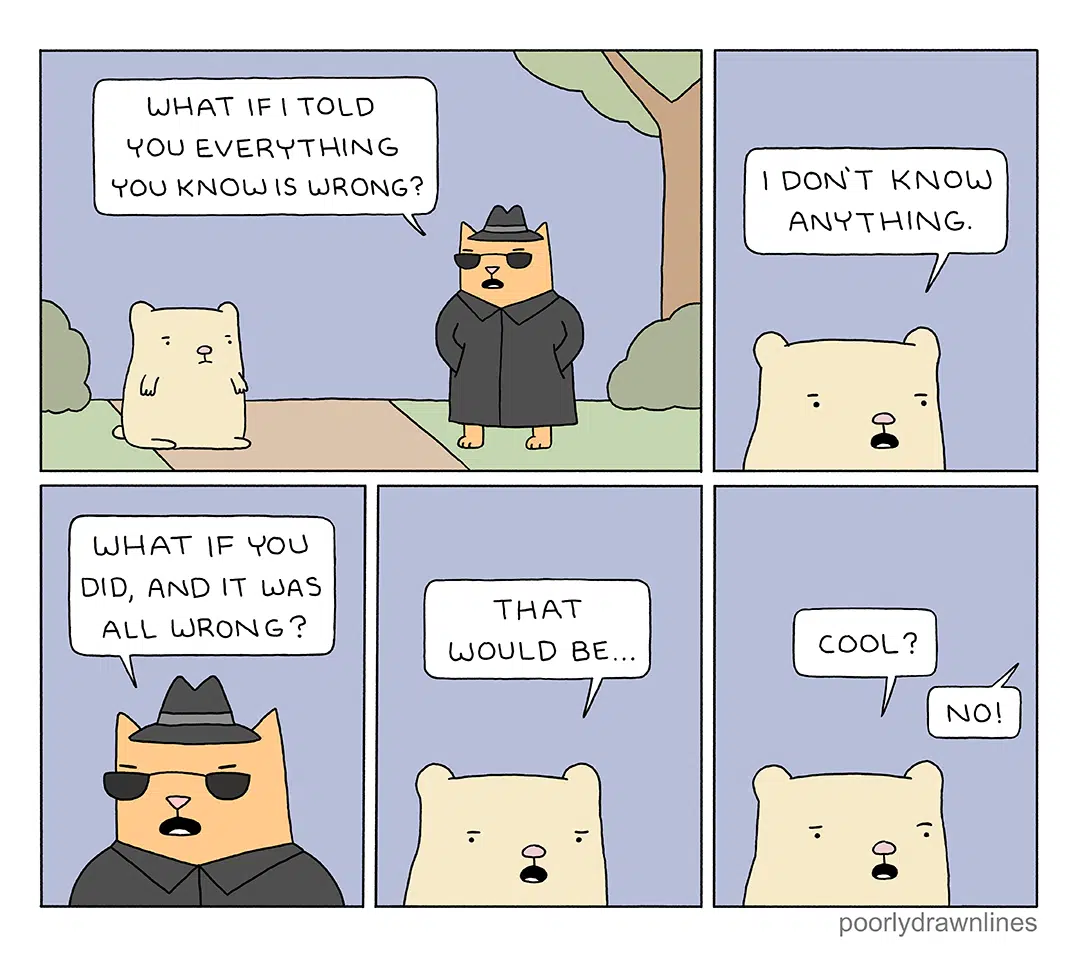 WHAT IF I TOLD
YOU EVERYTHING
YOU KNOW IS WRONG?
I DON'T KNOW
ANYTHING.
WHAT IF YOU
DID, AND IT WAS
ALL WRONG?
THAT
WOULD BE...
COOL?
NO!
poorlydrawnlines